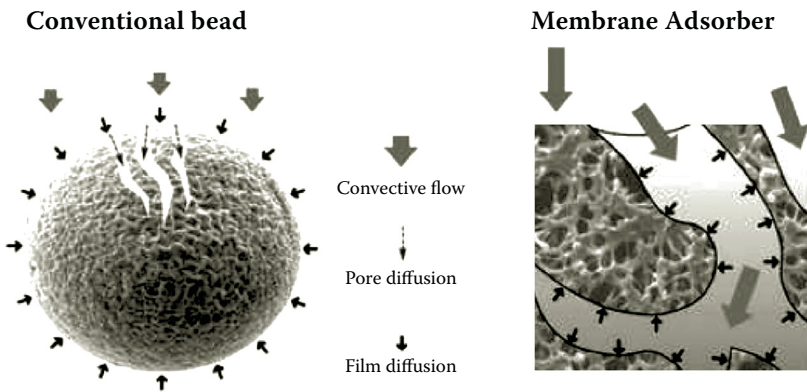 Conventional bead
Membrane Adsorber
Convective flow
Pore diffusion
Film diffusion